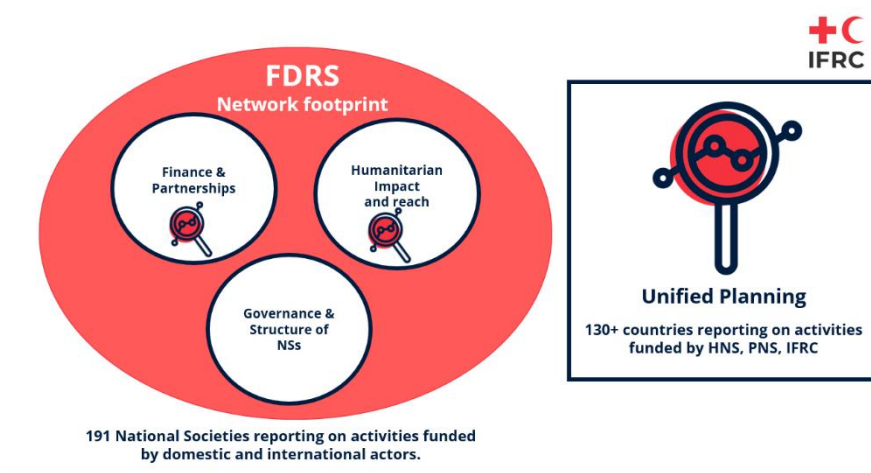 IFRC
FDRS
Network footprint
Finance &
Partnerships
Humanitarian
Impact
and reach
Governance &
Structure of
NSs
191 National Societies reporting on activities funded
by domestic and international actors.
Unified Planning
130+ countries reporting on activities
funded by HNS, PNS, IFRC